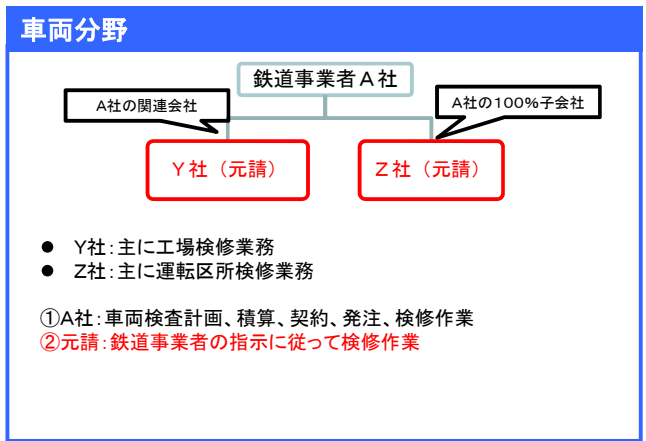 車両分野
鉄道事業者A社
A社の関連会社
A社の100%子会社
Y社（元請）
Z社（元請）
● Y社：主に工場検修業務
● Z社：主に運転区所検修業務
①A社：車両検査計画、積算、契約、発注、検修作業
②元請：鉄道事業者の指示に従って検修作業